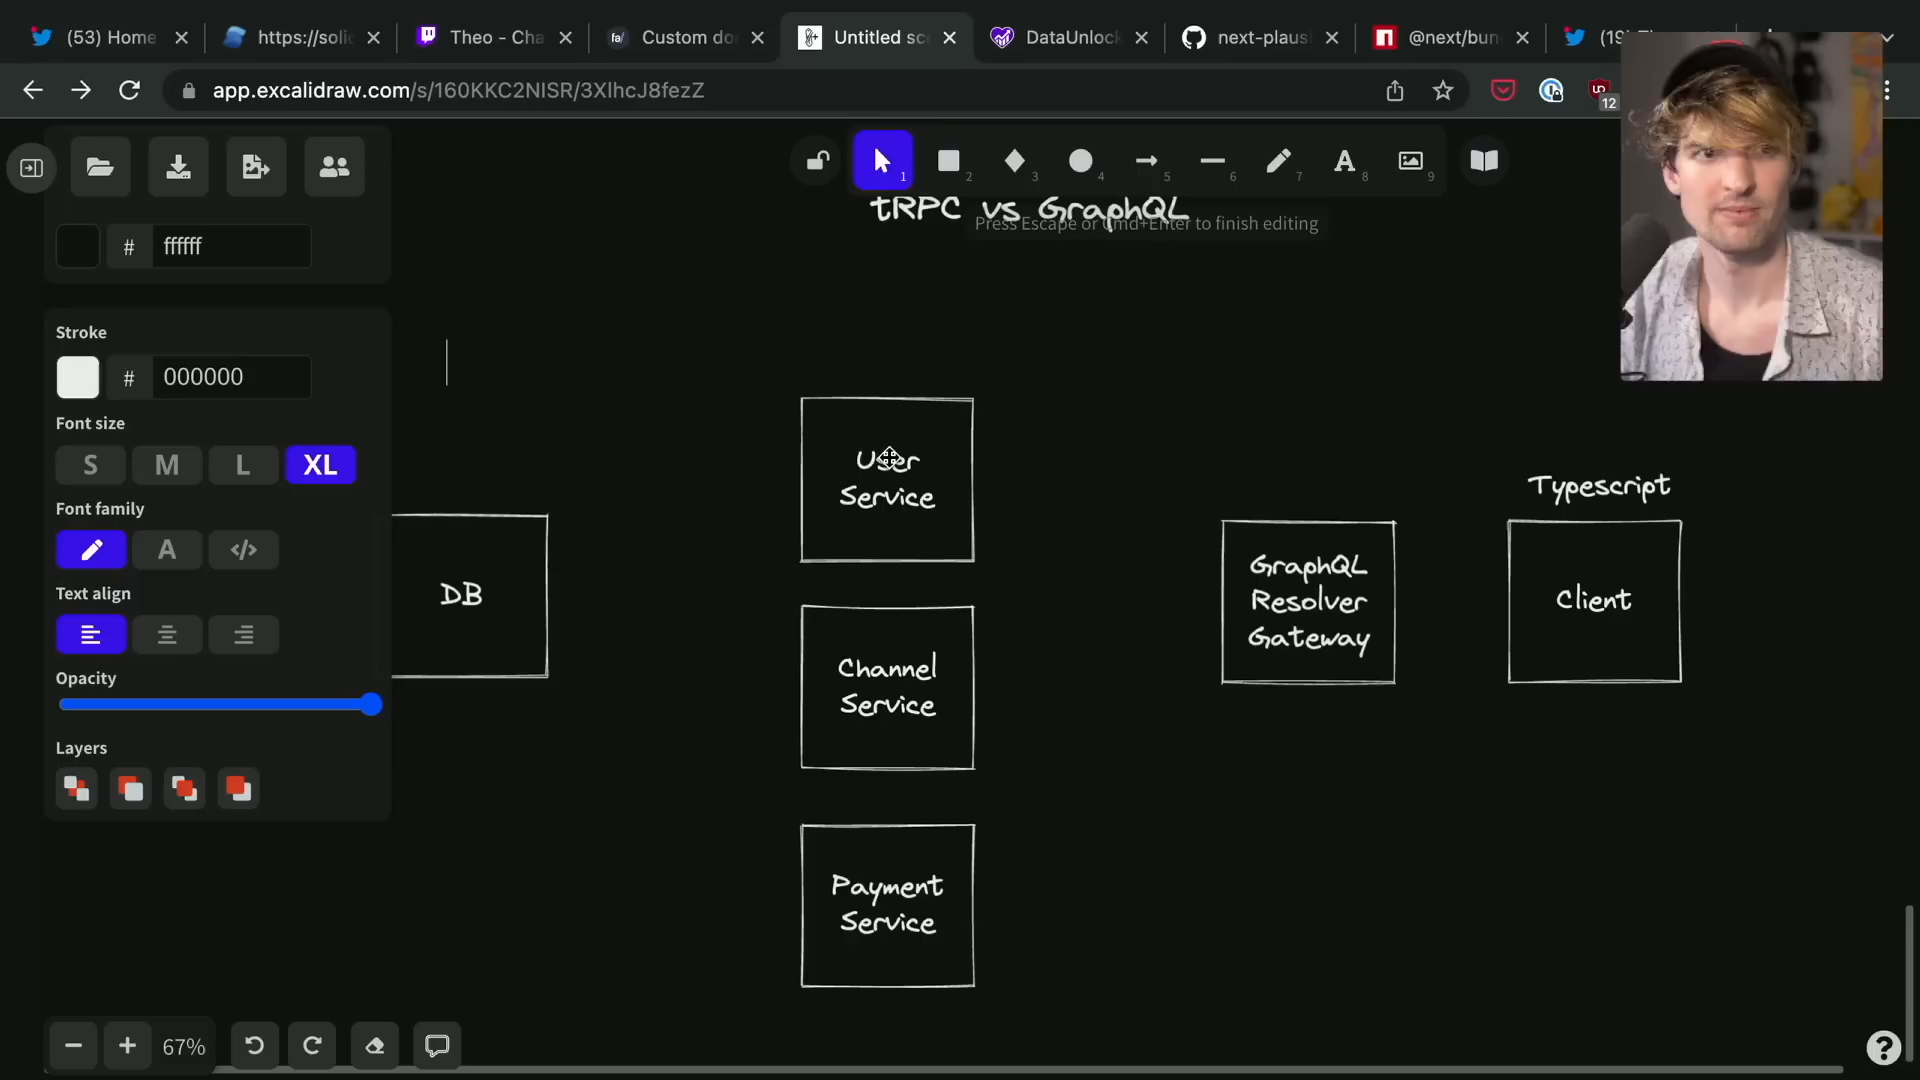 (53) Home
https://soli
Theo - Cha
Custom do
Untitled sc
DataUnlock
next-plaus
@next/bun
(19)
app.excalidraw.com/s/160KKC2NISR/3XlhcJ8fezZ
12
1
2
3
4
5
6
7
A
8
9
tRPC vs GraphQL
Press Escape or Cmd+Enter to finish editing
# ffffff
Stroke
# 000000
Font size
S M L XL
Font family
A </>
Text align
Opacity
Layers
DB
User
Service
Channel
Service
Payment
Service
GraphQL
Resolver
Gateway
Typescript
Client
67%
?